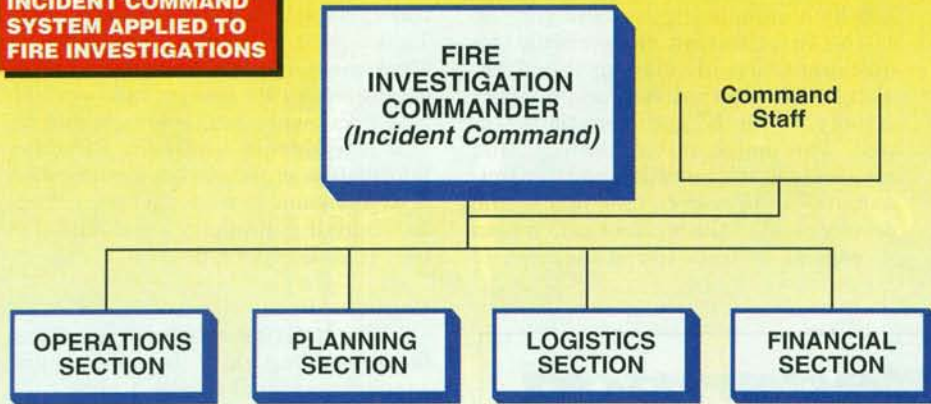 INCIDENT COMMAND
SYSTEM APPLIED TO
FIRE INVESTIGATIONS
FIRE
INVESTIGATION
COMMANDER
(Incident Command)
Command
Staff
OPERATIONS
SECTION
PLANNING
SECTION
LOGISTICS
SECTION
FINANCIAL
SECTION